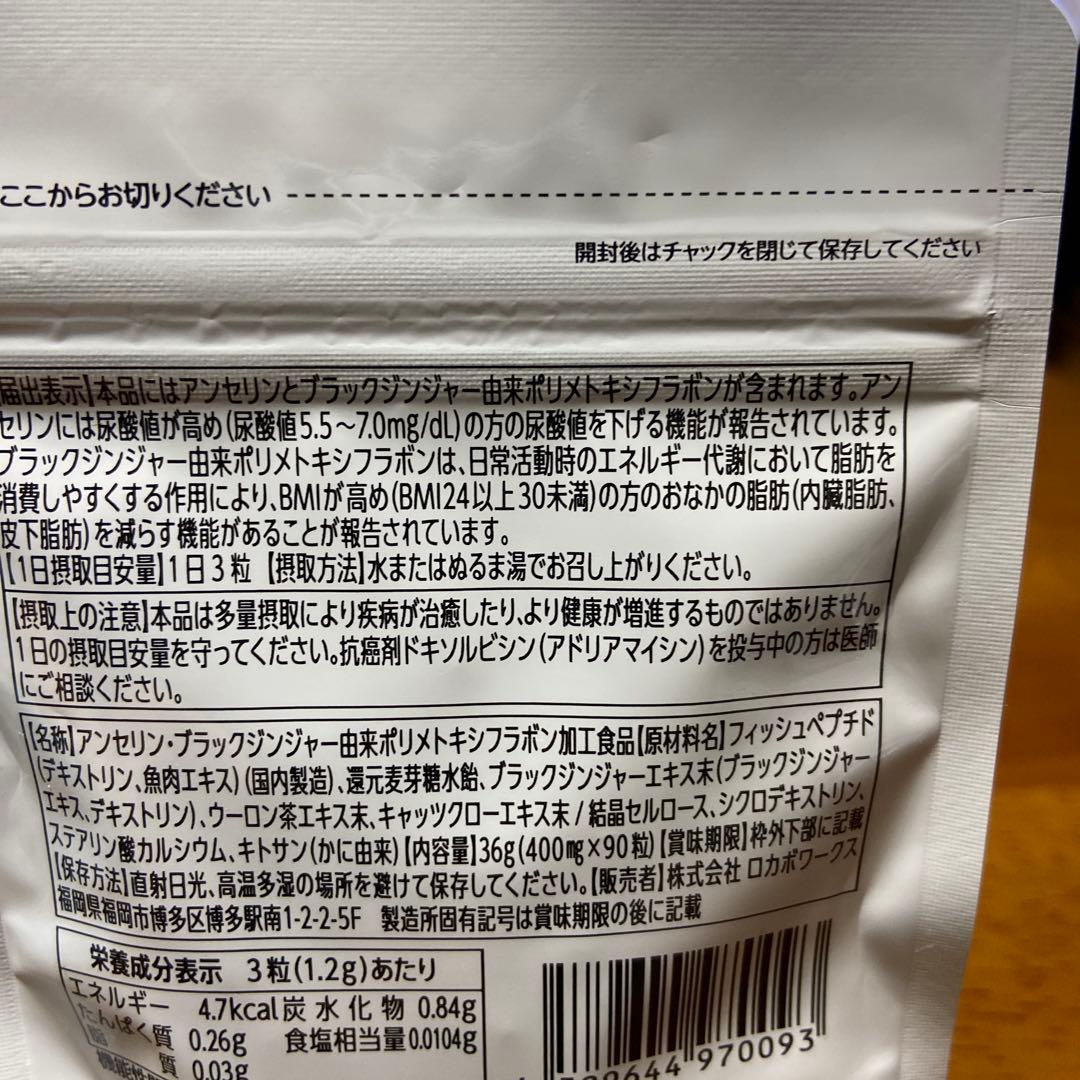 ここからお切りください
開封後はチャックを閉じて保存してください
届出表示】本品にはアンセリンとブラックジンジャー由来ポリメトキシフラボンが含まれます。アン
セリンには尿酸値が高め(尿酸値5.5～7.0mg/dL)の方の尿酸値を下げる機能が報告されています。
ブラックジンジャー由来ポリメトキシフラボンは、日常活動時のエネルギー代謝において脂肪を
消費しやすくする作用により、BMIが高め(BMI24以上30未満)の方のおなかの脂肪(内臓脂肪、
皮下脂肪)を減らす機能があることが報告されています。
【1日摂取目安量】1日3粒 【摂取方法】水またはぬるま湯でお召し上がりください。
【摂取上の注意】本品は多量摂取により疾病が治癒したり、より健康が増進するものではありません。
1日の摂取目安量を守ってください。抗癌剤ドキソルビシン(アドリアマイシン)を投与中の方は医師
にご相談ください。
【名称】アンセリン・ブラックジンジャー由来ポリメトキシフラボン加工食品【原材料名】フィッシュペプチド
(デキストリン、魚肉エキス)(国内製造)、還元麦芽糖水飴、ブラックジンジャーエキス末(ブラックジンジャー
エキス、デキストリン)、ウーロン茶エキス末、キャッツクローエキス末/結晶セルロース、シクロデキストリン、
ステアリン酸カルシウム、キトサン(かに由来)【内容量】36g(400mg×90粒)【賞味期限】枠外下部に記載
【保存方法】直射日光、高温多湿の場所を避けて保存してください。【販売者】株式会社 ロカボワークス
福岡県福岡市博多区博多駅南1-2-2-5F 製造所固有記号は賞味期限の後に記載
栄養成分表示 3粒(1.2g)あたり
エネルギー 4.7kcal 炭水化物 0.84g
たんぱく質 0.26g 食塩相当量 0.0104g
脂質 0.03g
970093